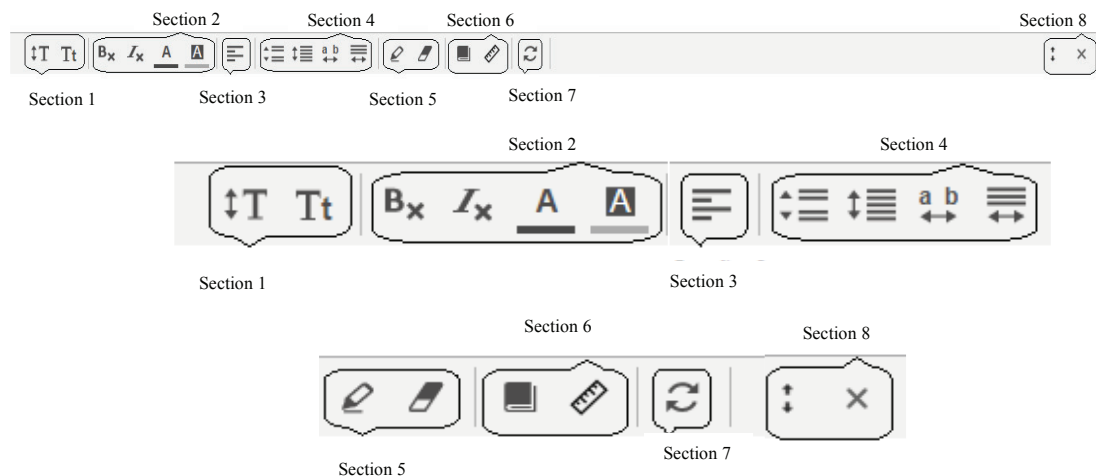 Section 2 Section 4 Section 6 Section 8
T Tt Bx Ix A A a b
Section 1 Section 3 Section 5 Section 7
Section 2 Section 4
T Tt Bx Ix A A a b
Section 1 Section 3
Section 6 Section 8
Section 5 Section 7